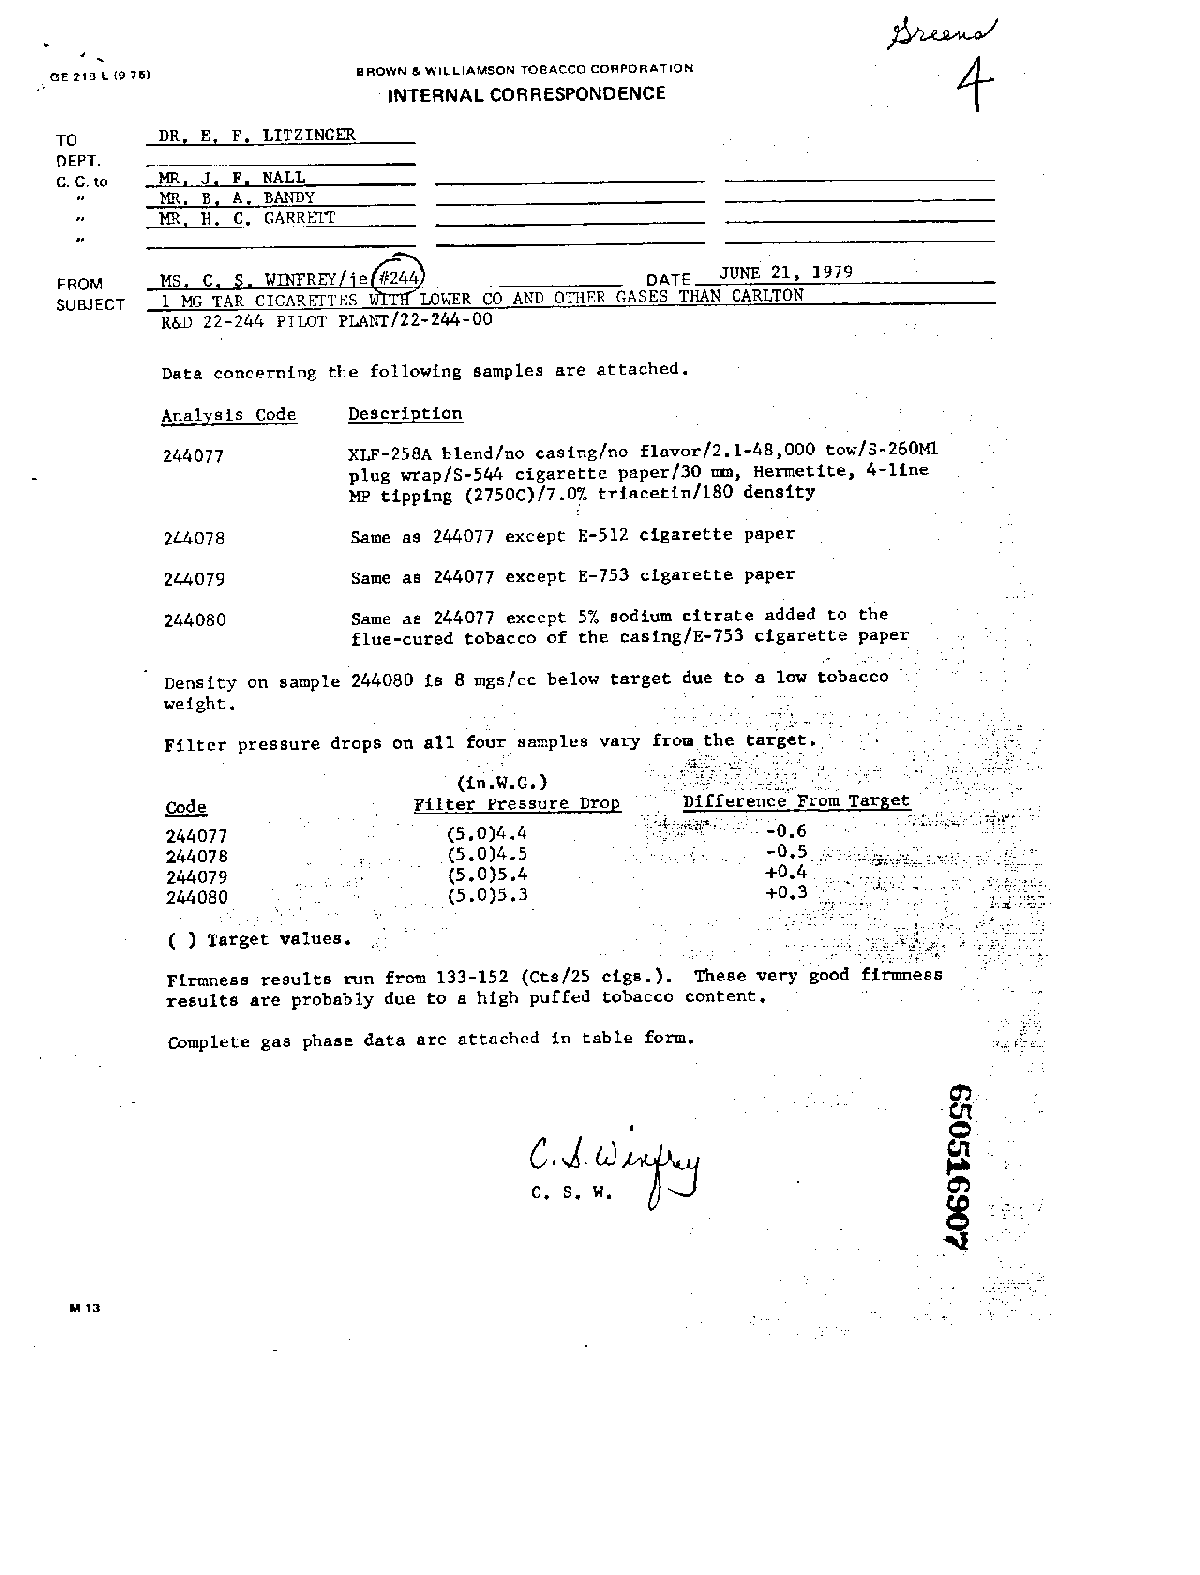 Greens
4
GE 213 L (9 76)
BROWN & WILLIAMSON TOBACCO CORPORATION
INTERNAL CORRESPONDENCE
TO DR. E. F. LITZINGER
DEPT.
C. C. to MR. J. F. NALL
" MR. B. A. BANDY
" MR. H. C. GARRETT
"
FROM MS. C. S. WINFREY/je #244 DATE JUNE 21, 1979
SUBJECT 1 MG TAR CIGARETTES WITH LOWER CO AND OTHER GASES THAN CARLTON
R&D 22-244 PILOT PLANT/22-244-00
Data concerning the following samples are attached.
Analysis Code Description
244077 XLF-258A blend/no casing/no flavor/2.1-48,000 tow/S-260M1
plug wrap/S-544 cigarette paper/30 mm, Hermetite, 4-line
MP tipping (2750C)/7.0% triacetin/180 density
244078 Same as 244077 except E-512 cigarette paper
244079 Same as 244077 except E-753 cigarette paper
244080 Same as 244077 except 5% sodium citrate added to the
flue-cured tobacco of the casing/E-753 cigarette paper
Density on sample 244080 is 8 mgs/cc below target due to a low tobacco
weight.
Filter pressure drops on all four samples vary from the target.
(in.W.G.)
Code Filter Pressure Drop Difference From Target
244077 (5.0)4.4 -0.6
244078 (5.0)4.5 -0.5
244079 (5.0)5.4 +0.4
244080 (5.0)5.3 +0.3
( ) Target values.
Firmness results run from 133-152 (Cts/25 cigs.). These very good firmness
results are probably due to a high puffed tobacco content.
Complete gas phase data are attached in table form.
C. S. Winfrey
C. S. W.
650516907
M 13